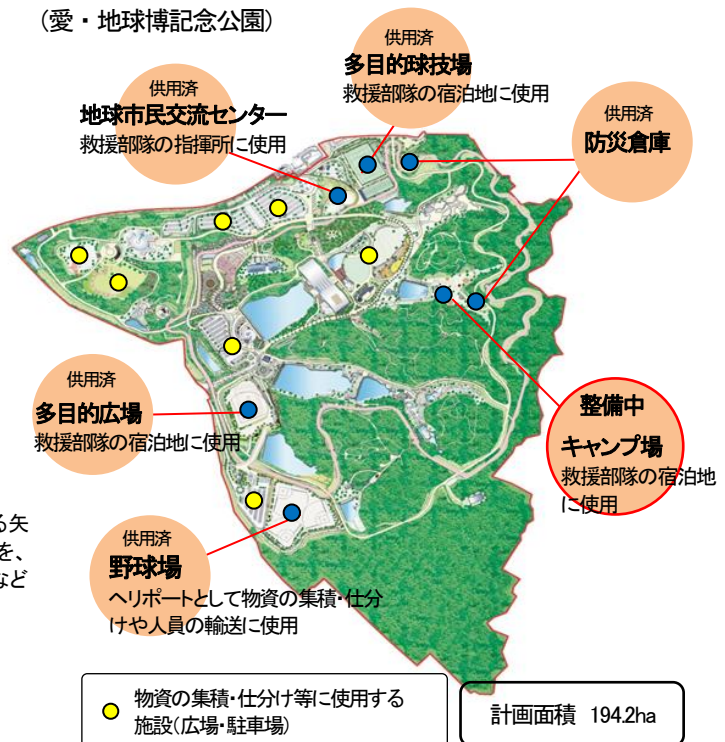 (愛・地球博記念公園)
供用済
多目的球技場
救援部隊の宿泊地に使用
供用済
地球市民交流センター
救援部隊の指揮所に使用
供用済
防災倉庫
供用済
多目的広場
救援部隊の宿泊地に使用
整備中
キャンプ場
救援部隊の宿泊地
に使用
る矢
を、
など
供用済
野球場
ヘリポートとして物資の集積・仕分
けや人員の輸送に使用
物資の集積・仕分け等に使用する
施設(広場・駐車場)
計画面積 194.2ha